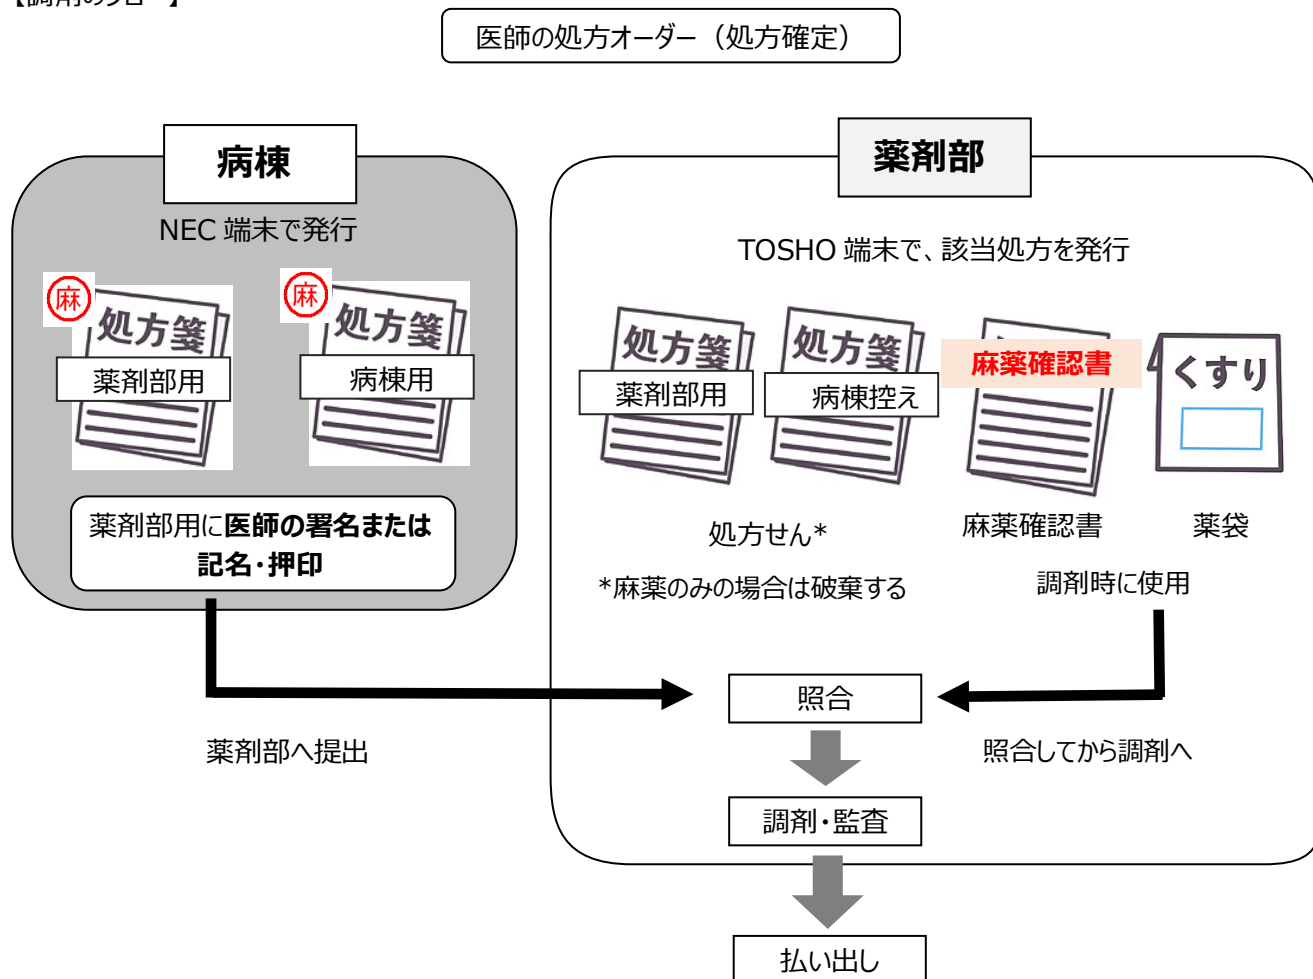 【調剤のフロー】
医師の処方オーダー（処方確定）
病棟
NEC 端末で発行
麻
処方箋
薬剤部用
麻
処方箋
病棟用
薬剤部用に医師の署名または
記名・押印
薬剤部へ提出
薬剤部
TOSHO 端末で、該当処方を発行
処方箋
薬剤部用
処方箋
病棟控え
麻薬確認書
くすり
処方せん*
*麻薬のみの場合は破棄する
麻薬確認書
薬袋
調剤時に使用
照合
照合してから調剤へ
調剤・監査
払い出し